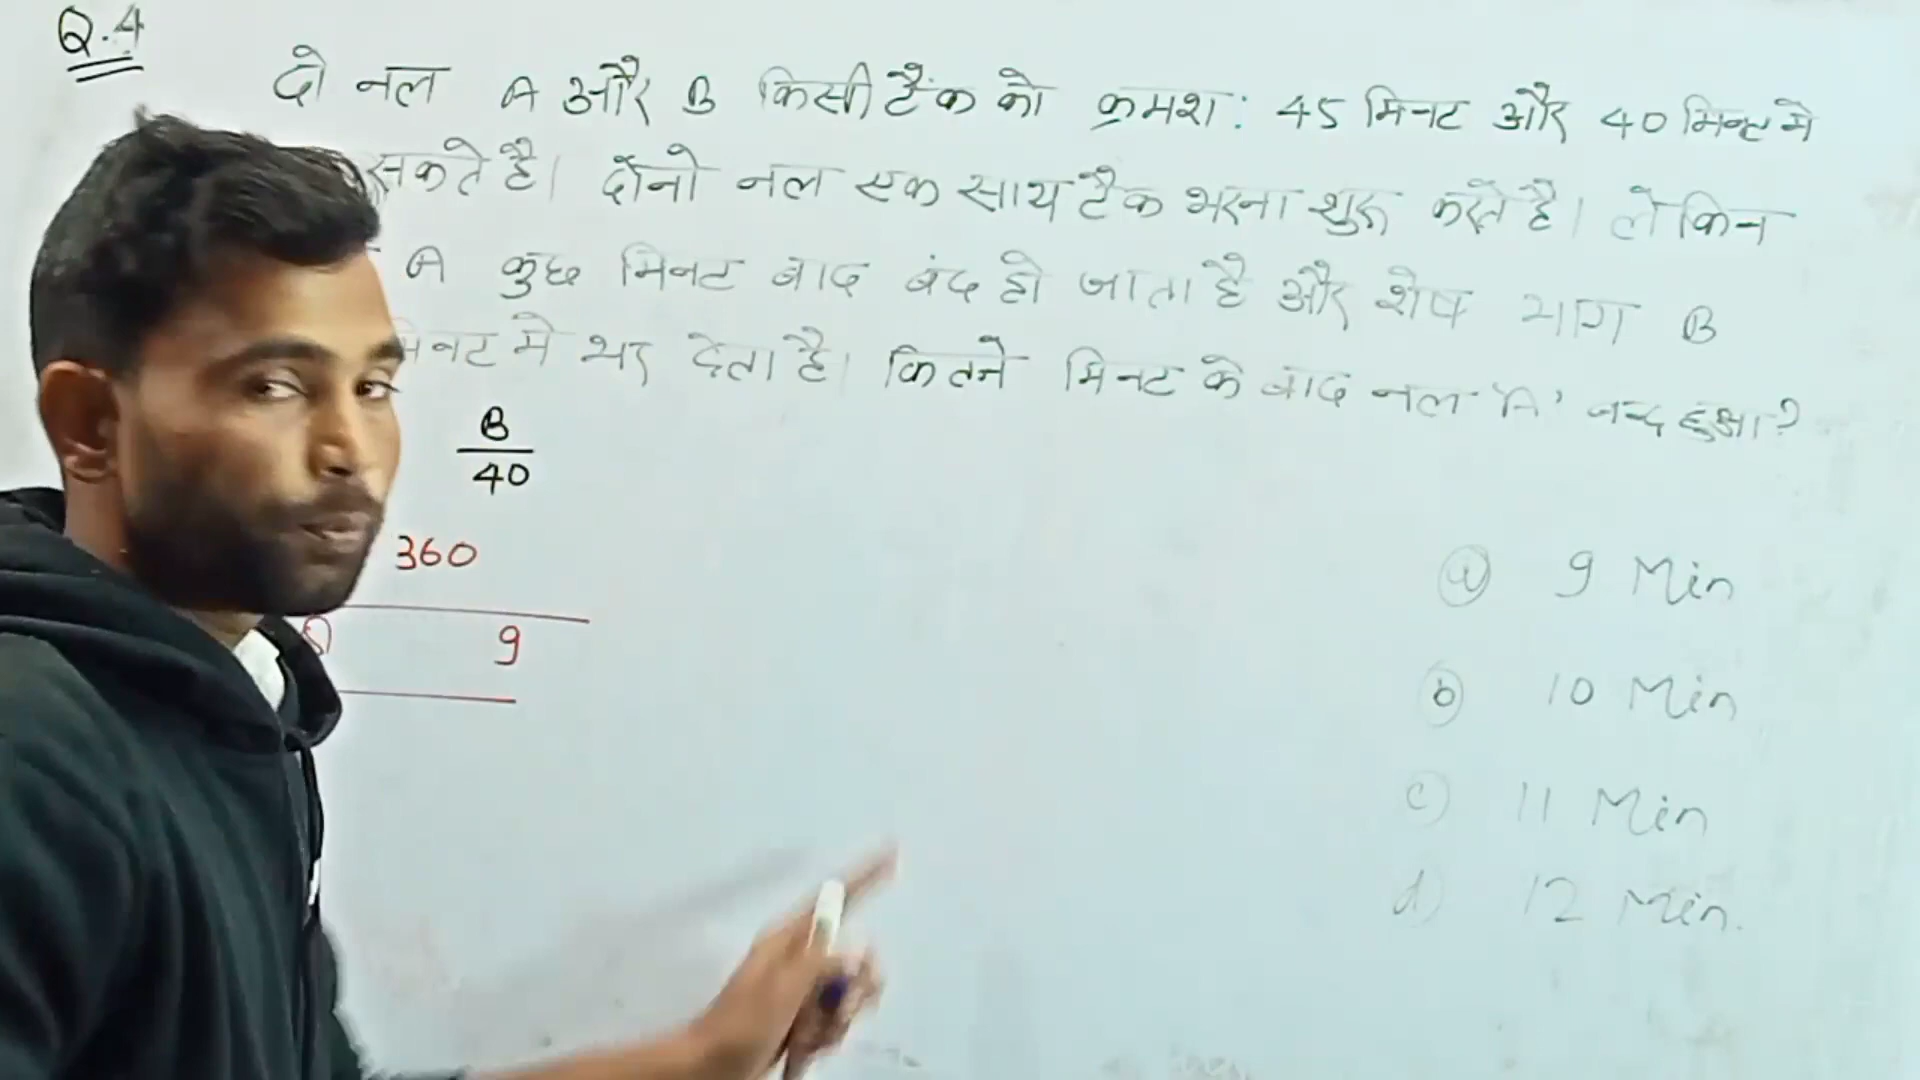 Q.4
दो नल A और B किसी टैंक को क्रमश: 45 मिनट और 40 मिनट मे
सकते है। दोनो नल एक साथ टैंक भरना शुरू करते है। लेकिन
A कुछ मिनट बाद बंद हो जाता है और शेष भाग B
मे भर देता है। कितने मिनट के बाद नल 'A' बन्द हुआ?
B
40
360
9
(a) 9 Min
(b) 10 Min
(c) 11 Min
d) 12 Min.